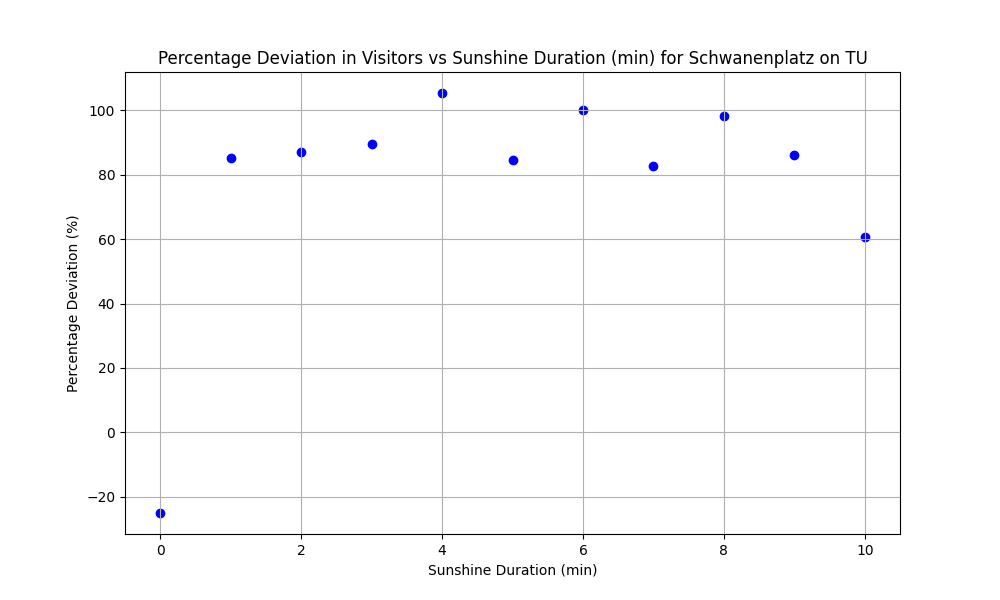 Percentage Deviation in Visitors vs Sunshine Duration (min) for Schwanenplatz on TU
Percentage Deviation (%)
100
80
60
40
20
0
−20
0 2 4 6 8 10
Sunshine Duration (min)